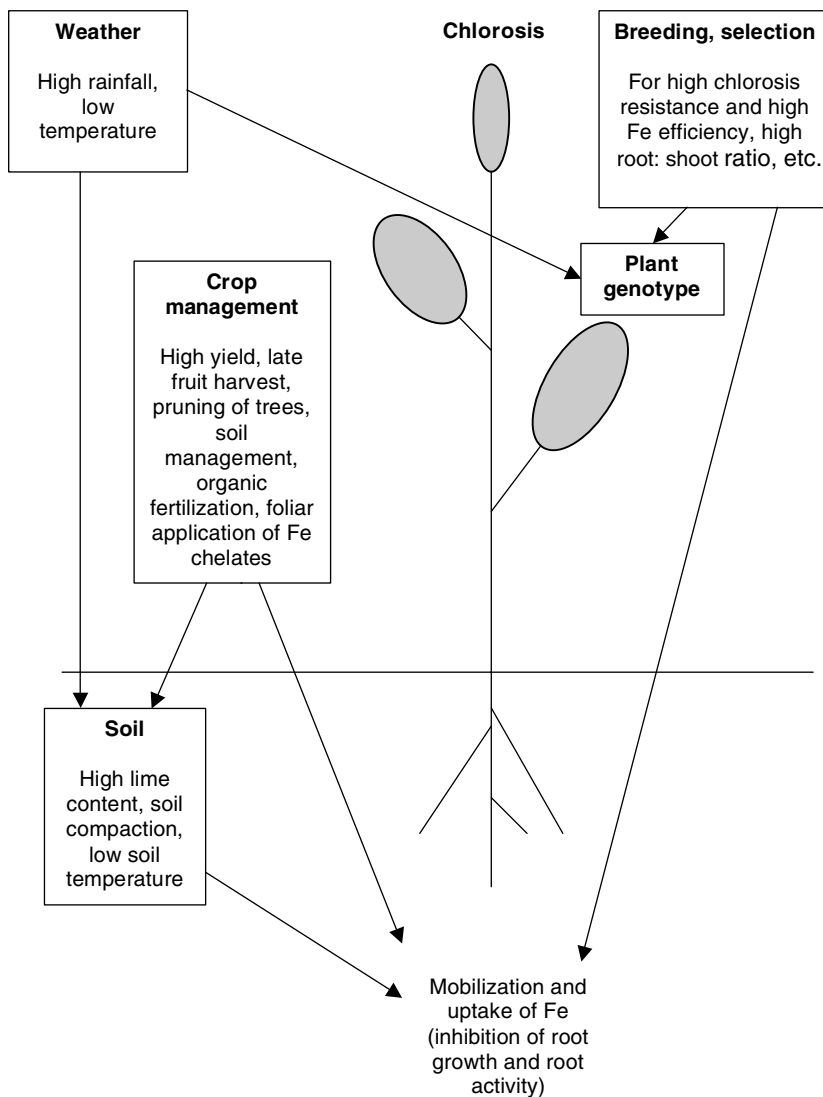 Weather
High rainfall,
low
temperature
Chlorosis
Breeding, selection
For high chlorosis
resistance and high
Fe efficiency, high
root: shoot ratio, etc.
Plant
genotype
Crop
management
High yield, late
fruit harvest,
pruning of trees,
soil
management,
organic
fertilization, foliar
application of Fe
chelates
Soil
High lime
content, soil
compaction,
low soil
temperature
Mobilization and
uptake of Fe
(inhibition of root
growth and root
activity)